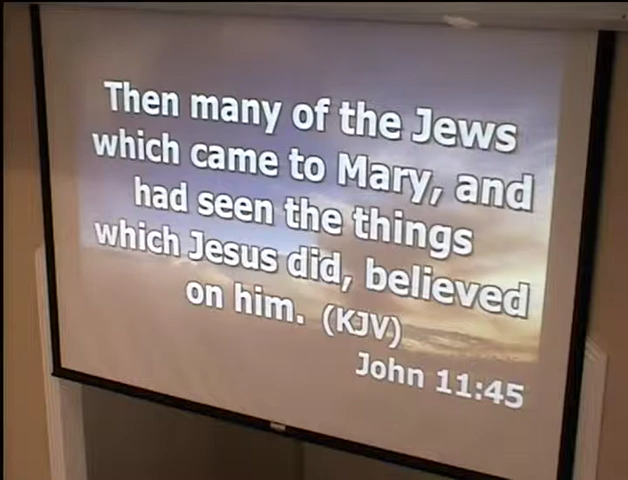 Then many of the Jews
which came to Mary, and
had seen the things
which Jesus did, believed
on him. (KJV)
John 11:45